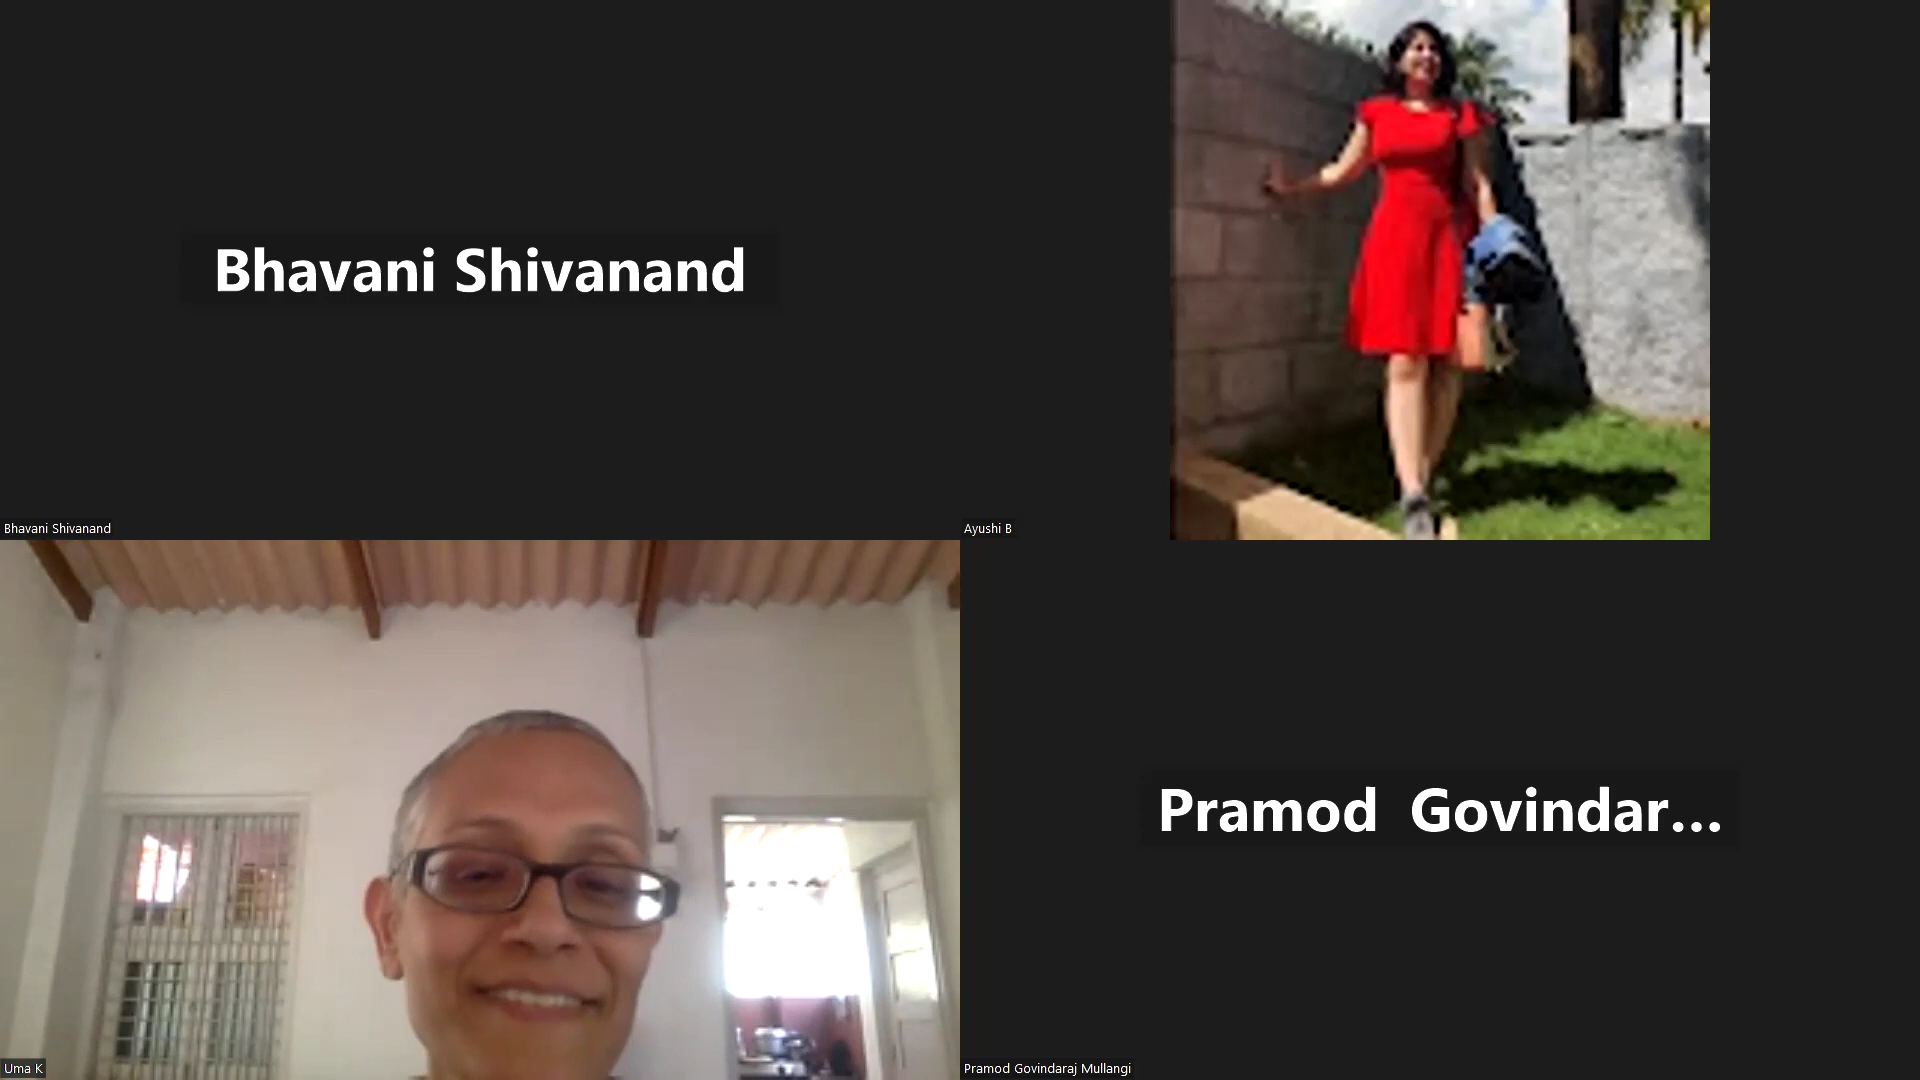 Bhavani Shivanand
Bhavani Shivanand
Ayushi B
Pramod  Govindar...
Uma K
Pramod Govindaraj Mullangi